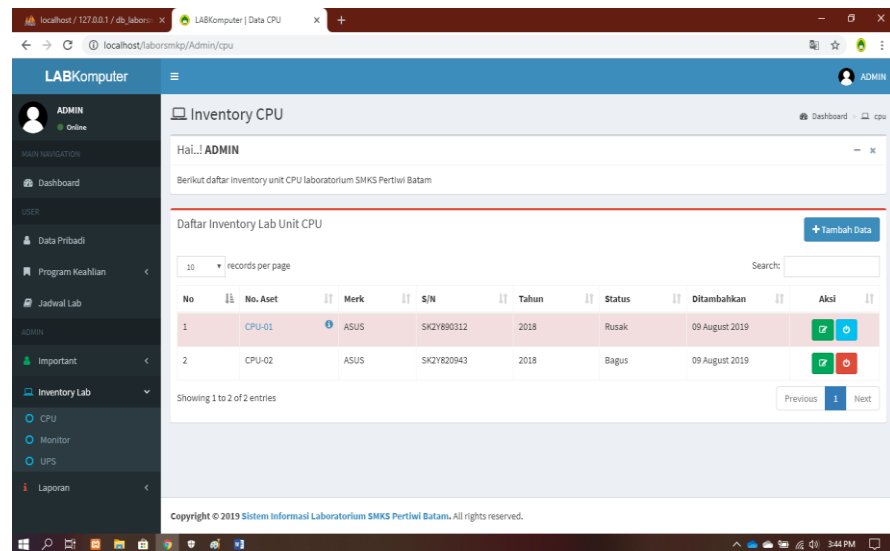 localhost / 127.0.0.1 / db_laborsm
LABKomputer | Data CPU
localhost/laborsmkp/Admin/cpu
LABKomputer
ADMIN
ADMIN
Online
MAIN NAVIGATION
Dashboard
USER
Data Pribadi
Program Keahlian
Jadwal Lab
ADMIN
Important
Inventory Lab
CPU
Monitor
UPS
Laporan
Inventory CPU
Dashboard > cpu
Hai..! ADMIN
Berikut daftar inventory unit CPU laboratorium SMKS Pertiwi Batam
Daftar Inventory Lab Unit CPU
+ Tambah Data
10 records per page
Search:
No No. Aset Merk S/N Tahun Status Ditambahkan Aksi
1 CPU-01 ASUS SK2Y890312 2018 Rusak 09 August 2019
2 CPU-02 ASUS SK2Y820943 2018 Bagus 09 August 2019
Showing 1 to 2 of 2 entries
Previous 1 Next
Copyright © 2019 Sistem Informasi Laboratorium SMKS Pertiwi Batam. All rights reserved.
3:44 PM